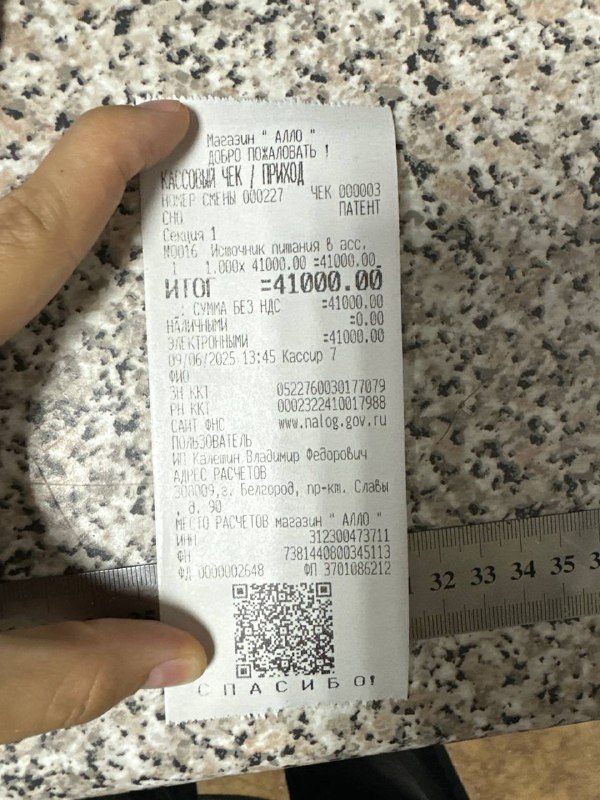 Магазин " АЛЛО "
ДОБРО ПОЖАЛОВАТЬ !
КАССОВЫЙ ЧЕК / ПРИХОД
НОМЕР СМЕНЫ 000227 ЧЕК 000003
СНО ПАТЕНТ
Секция 1
N0016 Источник питания в асс.
1 1.000x 41000.00 =41000.00
ИТОГ =41000.00
СУММА БЕЗ НДС =41000.00
НАЛИЧНЫМИ =0.00
ЭЛЕКТРОННЫМИ =41000.00
09/06/2025 13:45 Кассир 7
ФИО
ЗН ККТ 0522760030177079
РН ККТ 0002322410017988
САЙТ ФНС www.nalog.gov.ru
ПОЛЬЗОВАТЕЛЬ
ИП Калешин Владимир Федорович
АДРЕС РАСЧЕТОВ
308009,г. Белгород, пр-кт. Славы
, д. 90
МЕСТО РАСЧЕТОВ магазин " АЛЛО "
ИНН 312300473711
ФН 7381440800345113
ФД 0000002648 ФП 3701086212
СПАСИБО!
32 33 34 35 3